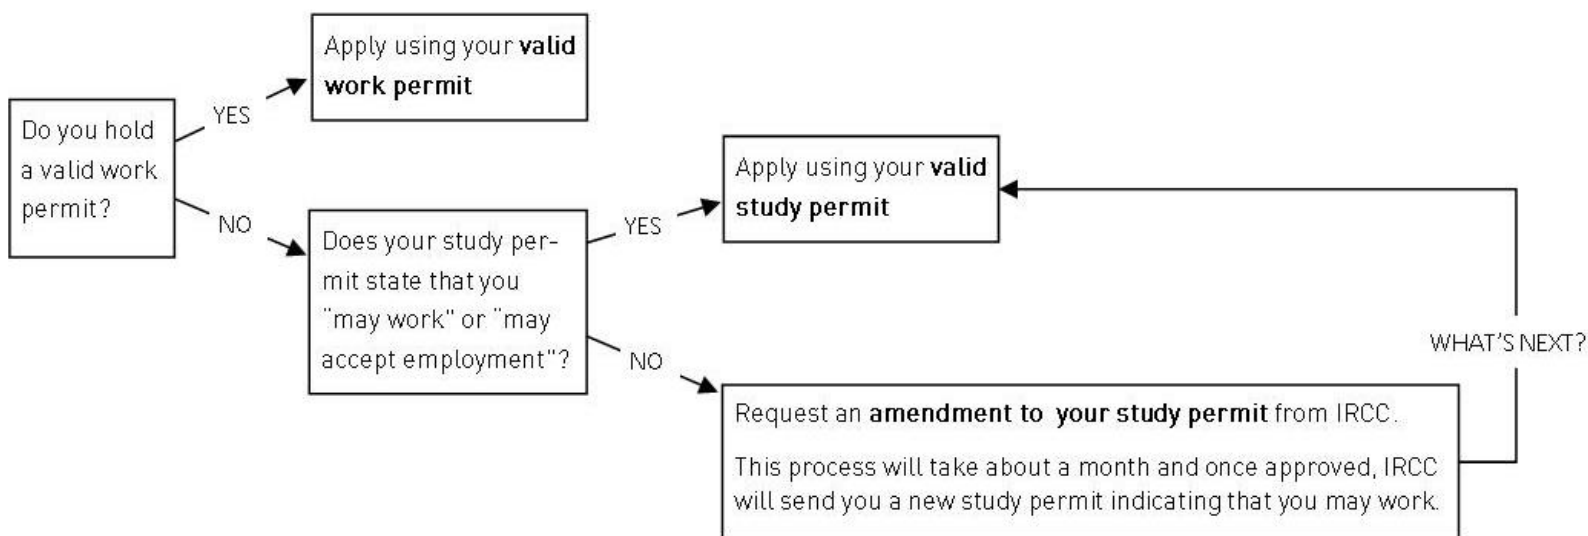 Do you hold
a valid work
permit?
YES
Apply using your valid
work permit
NO
Does your study per-
mit state that you
"may work" or "may
accept employment"?
YES
Apply using your valid
study permit
NO
Request an amendment to your study permit from IRCC.
This process will take about a month and once approved, IRCC
will send you a new study permit indicating that you may work.
WHAT'S NEXT?